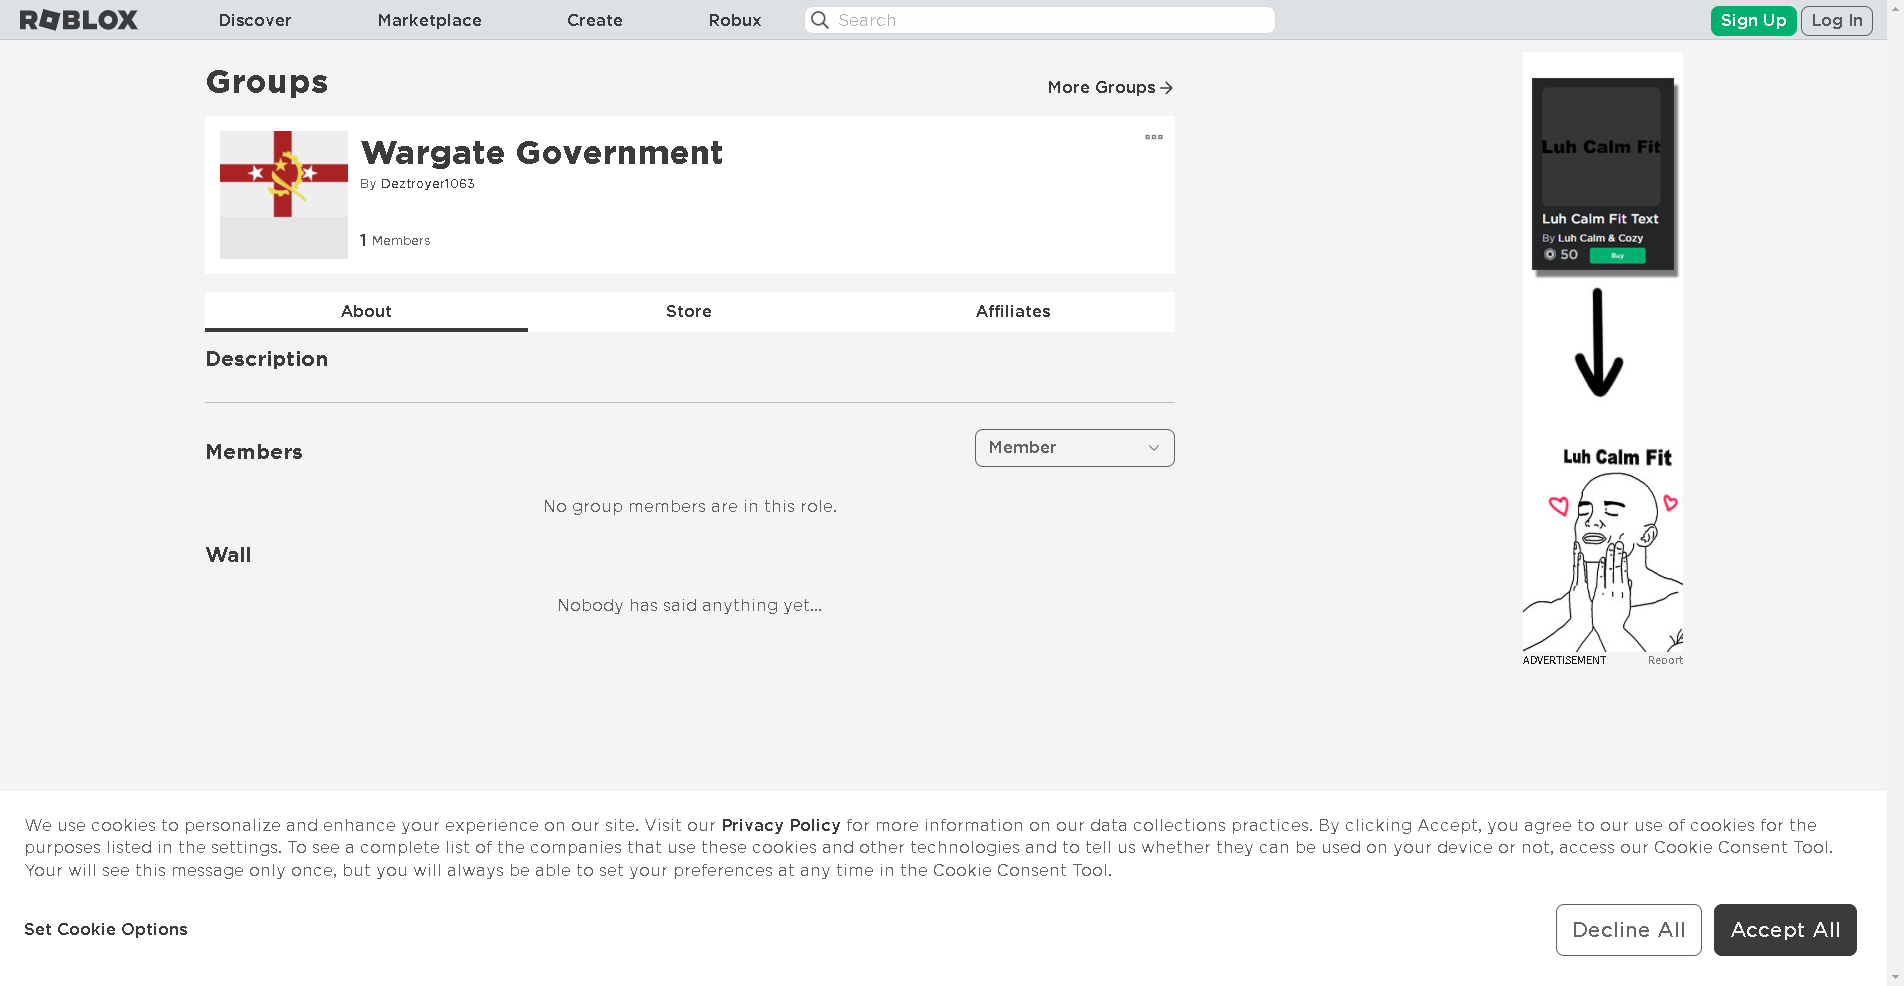 ROBLOX
Discover
Marketplace
Create
Robux
Search
Sign Up
Log In
Groups
More Groups
Wargate Government
By Deztroyer1063
1 Members
About
Store
Affiliates
Description
Members
Member
No group members are in this role.
Wall
Nobody has said anything yet...
Luh Calm Fit
Luh Calm Fit Text
By Luh Calm & Cozy
50
Buy
Luh Calm Fit
ADVERTISEMENT
Report
We use cookies to personalize and enhance your experience on our site. Visit our Privacy Policy for more information on our data collections practices. By clicking Accept, you agree to our use of cookies for the
purposes listed in the settings. To see a complete list of the companies that use these cookies and other technologies and to tell us whether they can be used on your device or not, access our Cookie Consent Tool.
Your will see this message only once, but you will always be able to set your preferences at any time in the Cookie Consent Tool.
Set Cookie Options
Decline All
Accept All